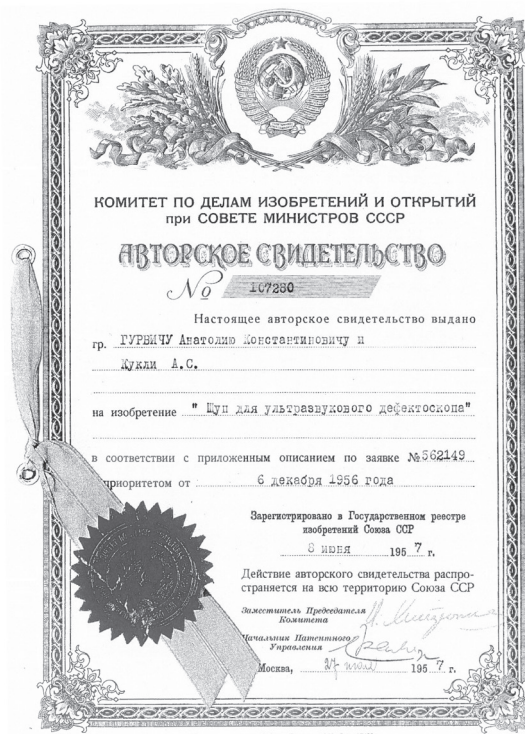 КОМИТЕТ ПО ДЕЛАМ ИЗОБРЕТЕНИЙ И ОТКРЫТИЙ
при СОВЕТЕ МИНИСТРОВ СССР
АВТОРСКОЕ СВИДЕТЕЛЬСТВО
№ 107280
Настоящее авторское свидетельство выдано
гр. ГУРВИЧУ Анатолию Константиновичу и
Кукли А.С.
на изобретение " Щуп для ультразвукового дефектоскопа"
в соответствии с приложенным описанием по заявке №562149
приоритетом от 6 декабря 1956 года
Зарегистрировано в Государственном реестре
изобретений Союза ССР
8 июня 1957 г.
Действие авторского свидетельства распро-
страняется на всю территорию Союза ССР
Заместитель Председателя
Комитета
Начальник Патентного
Управления
Москва, 1957 г.